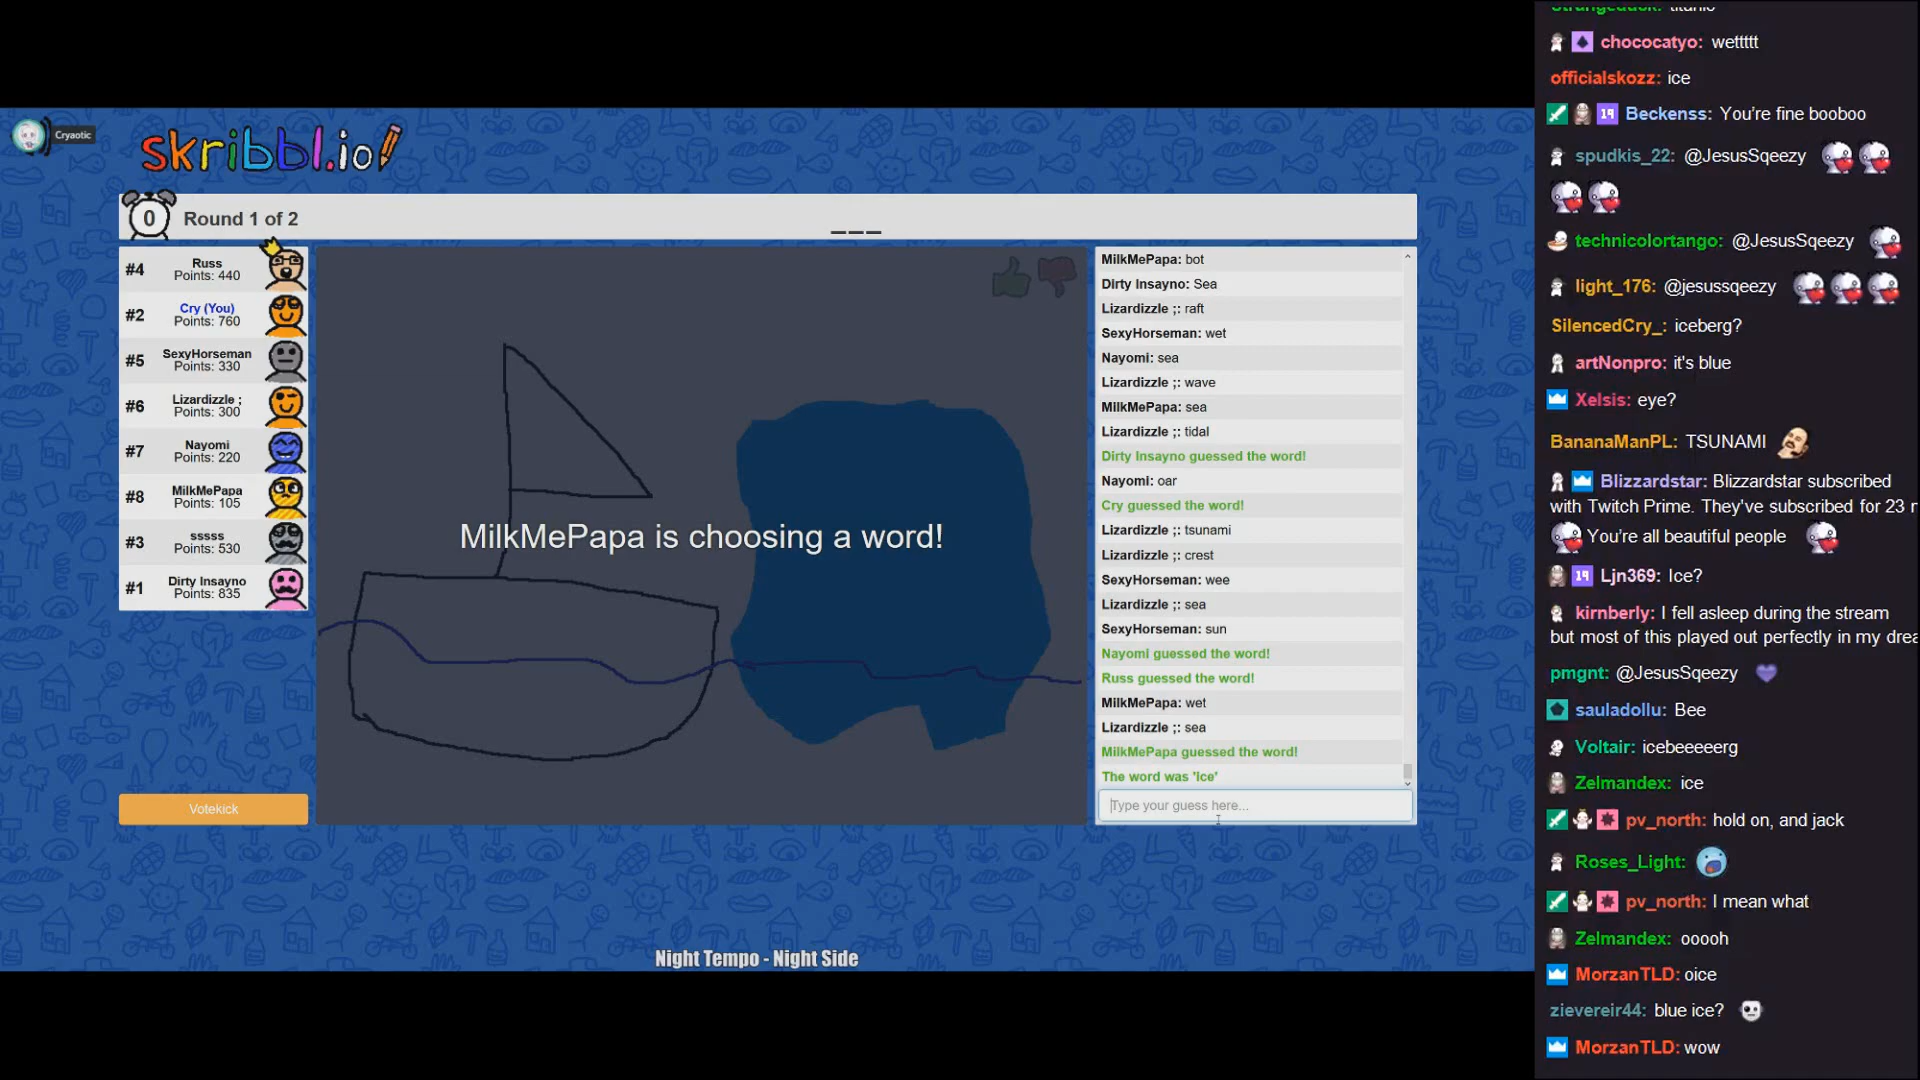 Cryaotic
skribbl.io
0
Round 1 of 2
___
#4
Russ
Points: 440
#2
Cry (You)
Points: 760
#5
SexyHorseman
Points: 330
#6
Lizardizzle ;
Points: 300
#7
Nayomi
Points: 220
#8
MilkMePapa
Points: 105
#3
sssss
Points: 530
#1
Dirty Insayno
Points: 835
Votekick
MilkMePapa is choosing a word!
MilkMePapa: bot
Dirty Insayno: Sea
Lizardizzle ;: raft
SexyHorseman: wet
Nayomi: sea
Lizardizzle ;: wave
MilkMePapa: sea
Lizardizzle ;: tidal
Dirty Insayno guessed the word!
Nayomi: oar
Cry guessed the word!
Lizardizzle ;: tsunami
Lizardizzle ;: crest
SexyHorseman: wee
Lizardizzle ;: sea
SexyHorseman: sun
Nayomi guessed the word!
Russ guessed the word!
MilkMePapa: wet
Lizardizzle ;: sea
MilkMePapa guessed the word!
The word was 'Ice'
Type your guess here...
Night Tempo - Night Side
chococatyo: wettttt
officialskozz: ice
19 Beckenss: You're fine booboo
spudkis_22: @JesusSqeezy
technicolortango: @JesusSqeezy
light_176: @jesussqeezy
SilencedCry_: iceberg?
artNonpro: it's blue
Xelsis: eye?
BananaManPL: TSUNAMI
Blizzardstar: Blizzardstar subscribed
with Twitch Prime. They've subscribed for 23
You're all beautiful people
19 Ljn369: Ice?
kirnberly: I fell asleep during the stream
but most of this played out perfectly in my
pmgnt: @JesusSqeezy
sauladollu: Bee
Voltair: icebeeeeerg
Zelmandex: ice
pv_north: hold on, and jack
Roses_Light:
pv_north: I mean what
Zelmandex: ooooh
MorzanTLD: oice
zievereir44: blue ice?
MorzanTLD: wow